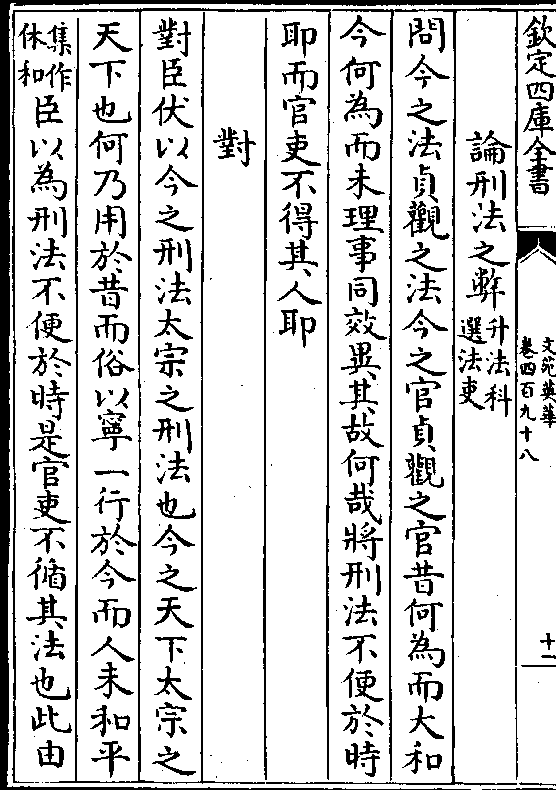 欽定四庫全書
文苑英華
卷四百九十八
十一
論刑法之弊升法科選法吏
問今之法貞觀之法今之官貞觀之官昔何為而大和
今何為而未理事同效異其故何哉將刑法不便於時
耶而官吏不得其人耶
對
對臣伏以今之刑法太宗之刑法也今之天下太宗之
天下也何乃用於昔而俗以寧一行於今而人未和平
集作休和臣以為刑法不便於時是官吏不循其法也此由